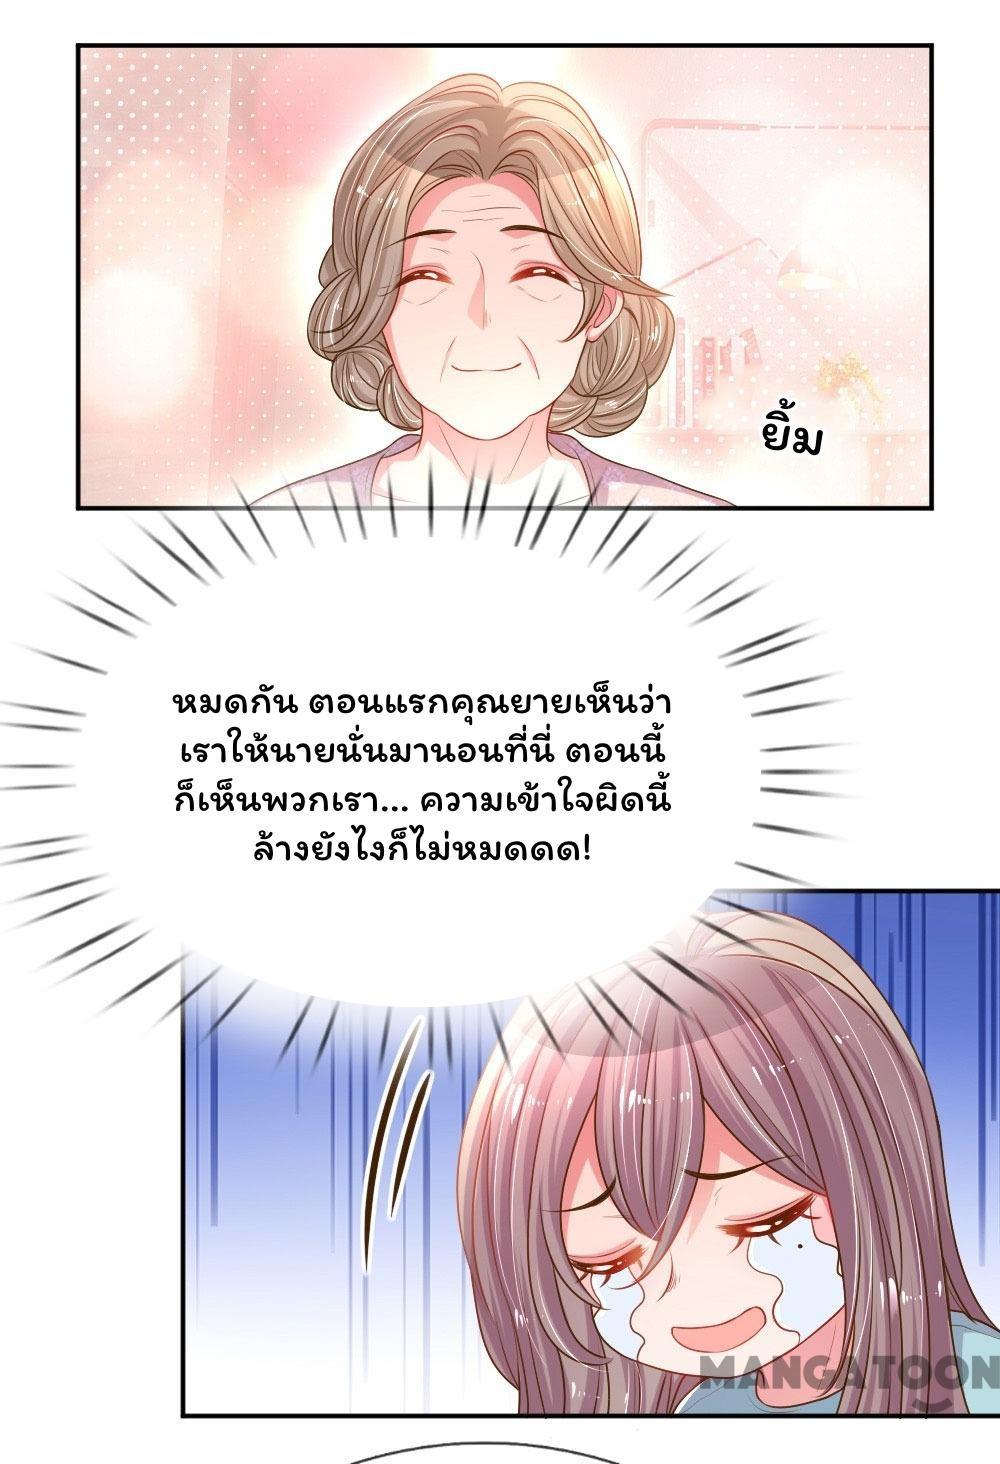 ยิ้ม
หมดกัน ตอนแรกคุณยายเห็นว่า
เราให้นายนั่นมานอนที่นี่ ตอนนี้
ก็เห็นพวกเรา... ความเข้าใจผิดนี้
ล้างยังไงก็ไม่หมดดด!
MANGATOON